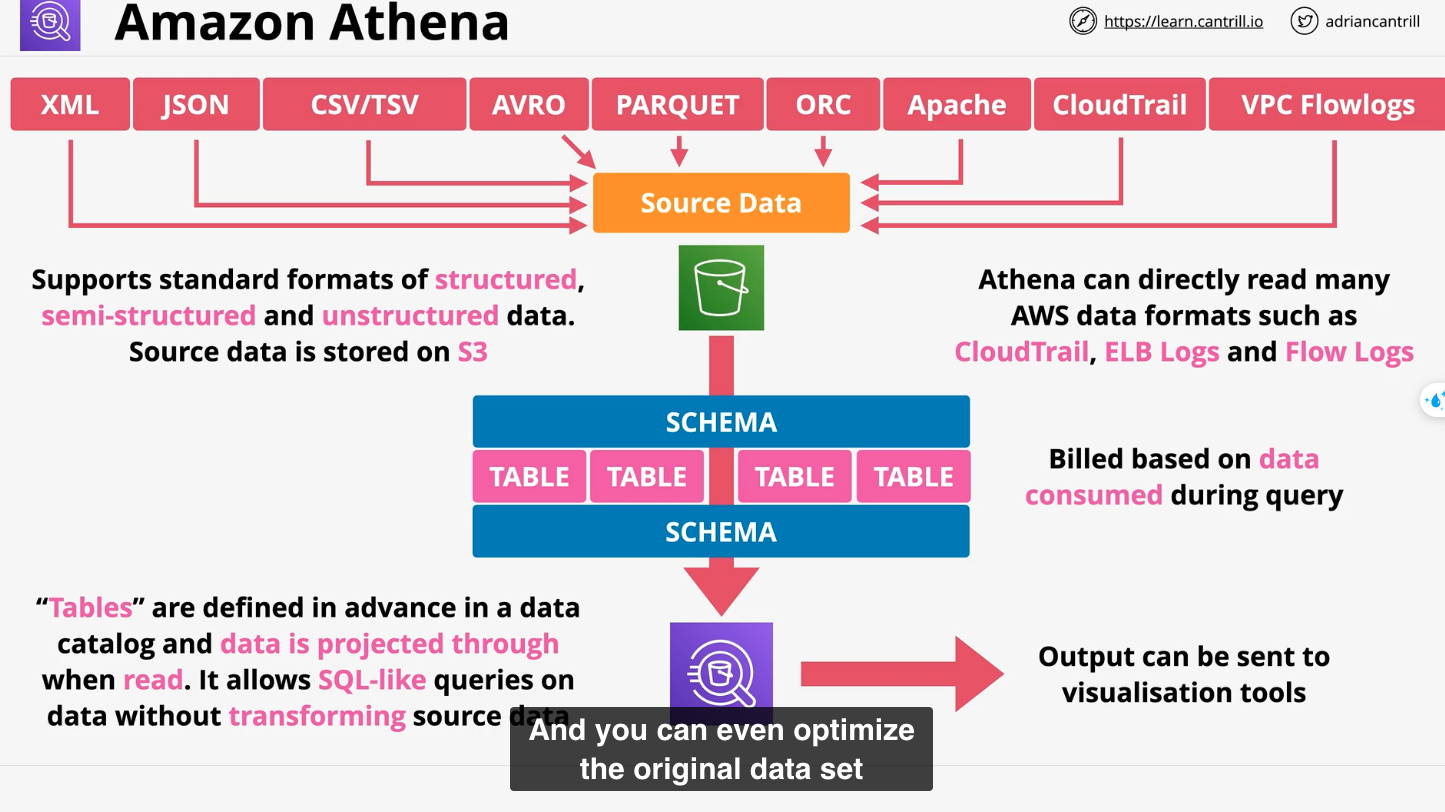 Amazon Athena
https://learn.cantrill.io
adriancantrill
XML
JSON
CSV/TSV
AVRO
PARQUET
ORC
Apache
CloudTrail
VPC Flowlogs
Source Data
Supports standard formats of structured,
semi-structured and unstructured data.
Source data is stored on S3
Athena can directly read many
AWS data formats such as
CloudTrail, ELB Logs and Flow Logs
SCHEMA
TABLE
TABLE
TABLE
TABLE
SCHEMA
Billed based on data
consumed during query
“Tables” are defined in advance in a data
catalog and data is projected through
when read. It allows SQL-like queries on
data without transforming source data
Output can be sent to
visualisation tools
And you can even optimize
the original data set